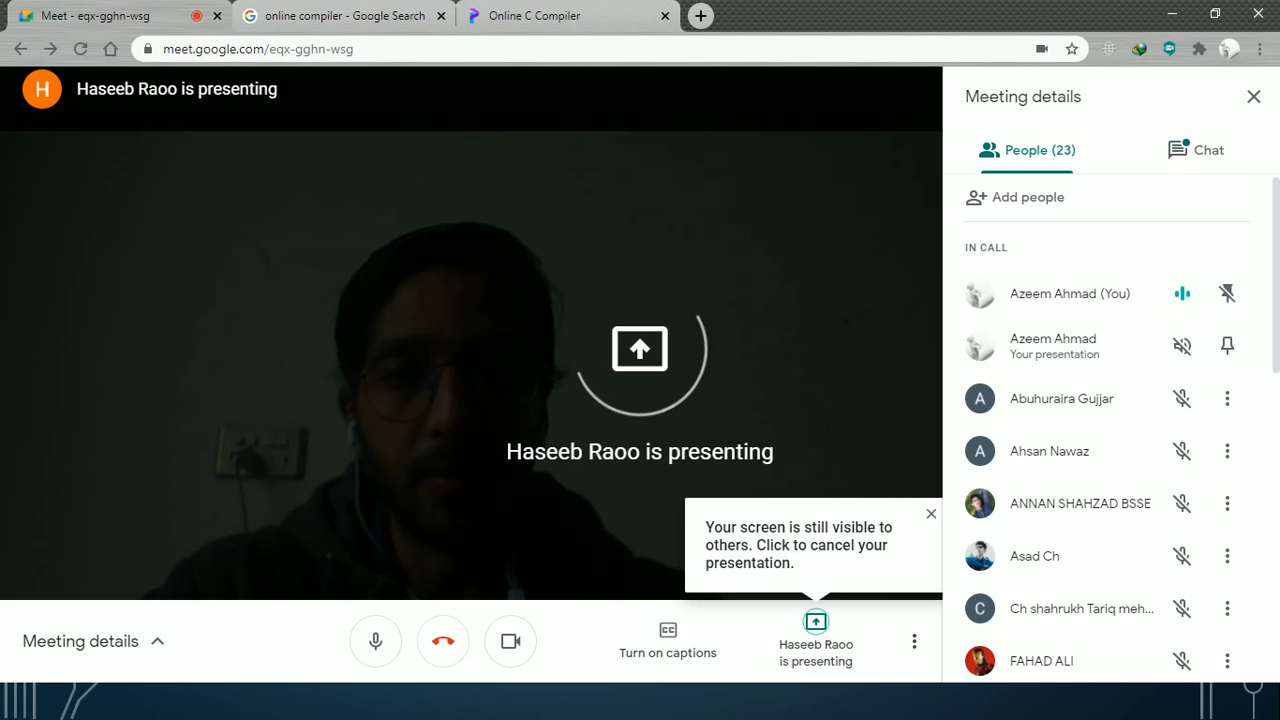 Meet - eqx-gghn-wsg
online compiler - Google Search
Online C Compiler
meet.google.com/eqx-gghn-wsg
H
Haseeb Raoo is presenting
Haseeb Raoo is presenting
Your screen is still visible to
others. Click to cancel your
presentation.
Meeting details
CC
Turn on captions
Haseeb Raoo
is presenting
Meeting details
People (23)
Chat
Add people
IN CALL
Azeem Ahmad (You)
Azeem Ahmad
Your presentation
A
Abuhuraira Gujjar
A
Ahsan Nawaz
ANNAN SHAHZAD BSSE
Asad Ch
C
Ch shahrukh Tariq meh...
FAHAD ALI